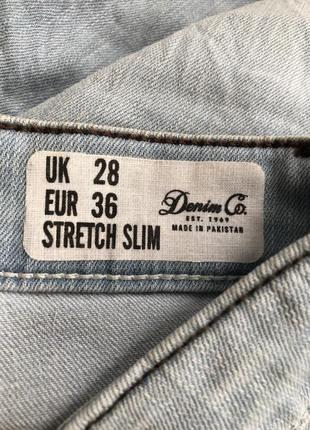 UK 28
EUR 36
STRETCH SLIM
Denim Co.
EST. 1969
MADE IN PAKISTAN